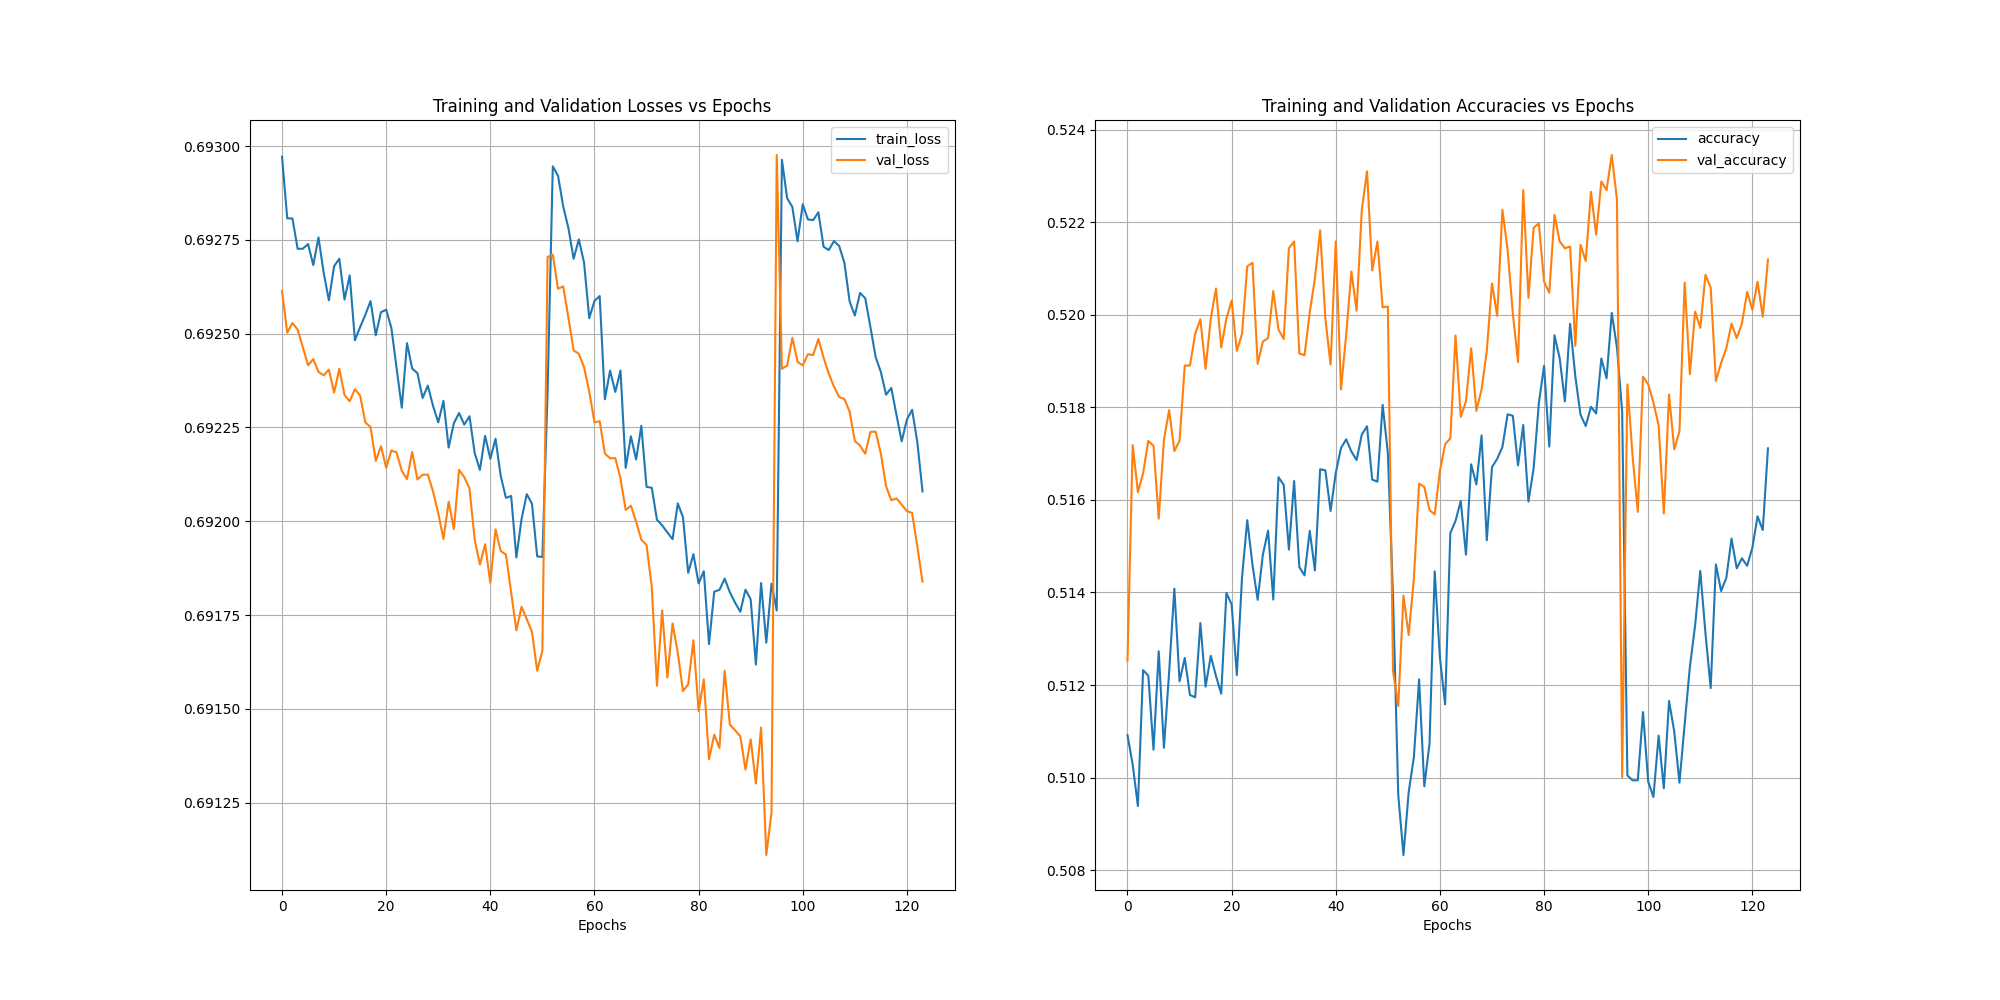 Training and Validation Losses vs Epochs
train_loss
val_loss
0.69300
0.69275
0.69250
0.69225
0.69200
0.69175
0.69150
0.69125
0 20 40 60 80 100 120
Epochs
Training and Validation Accuracies vs Epochs
accuracy
val_accuracy
0.524
0.522
0.520
0.518
0.516
0.514
0.512
0.510
0.508
0 20 40 60 80 100 120
Epochs